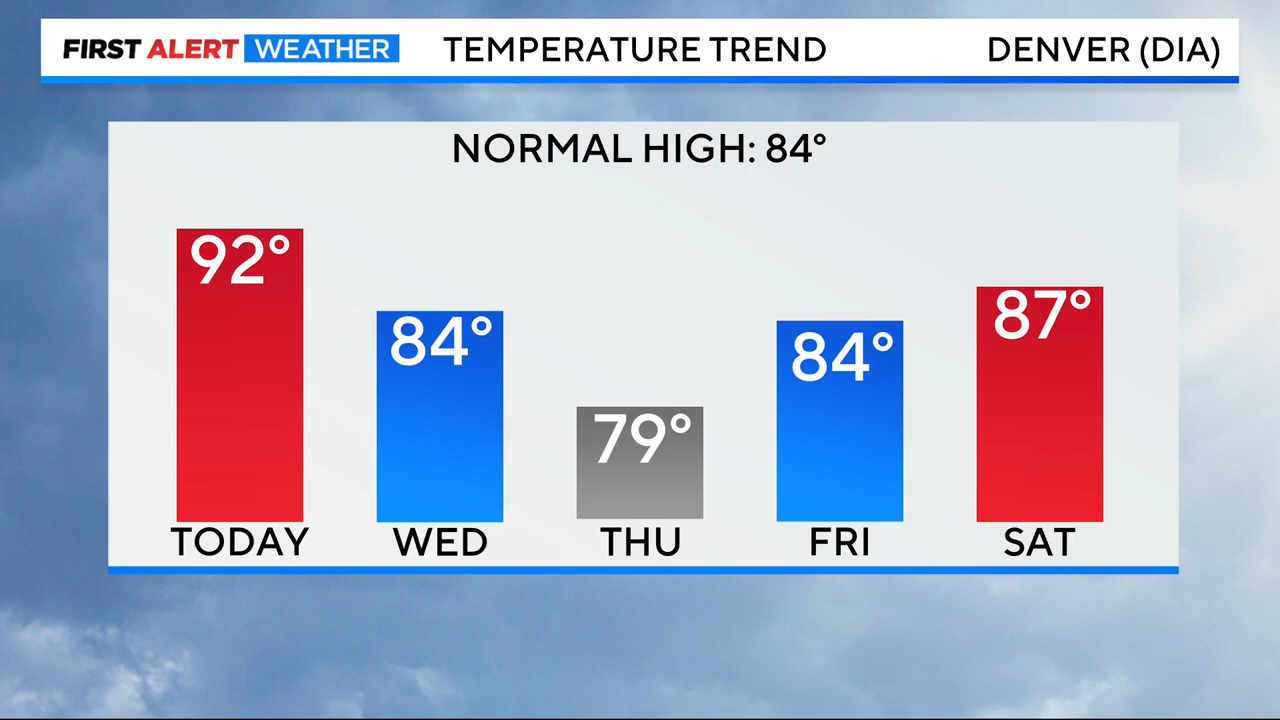 FIRST ALERT WEATHER TEMPERATURE TREND DENVER (DIA)
NORMAL HIGH: 84°
92° 84° 79° 84° 87°
TODAY WED THU FRI SAT